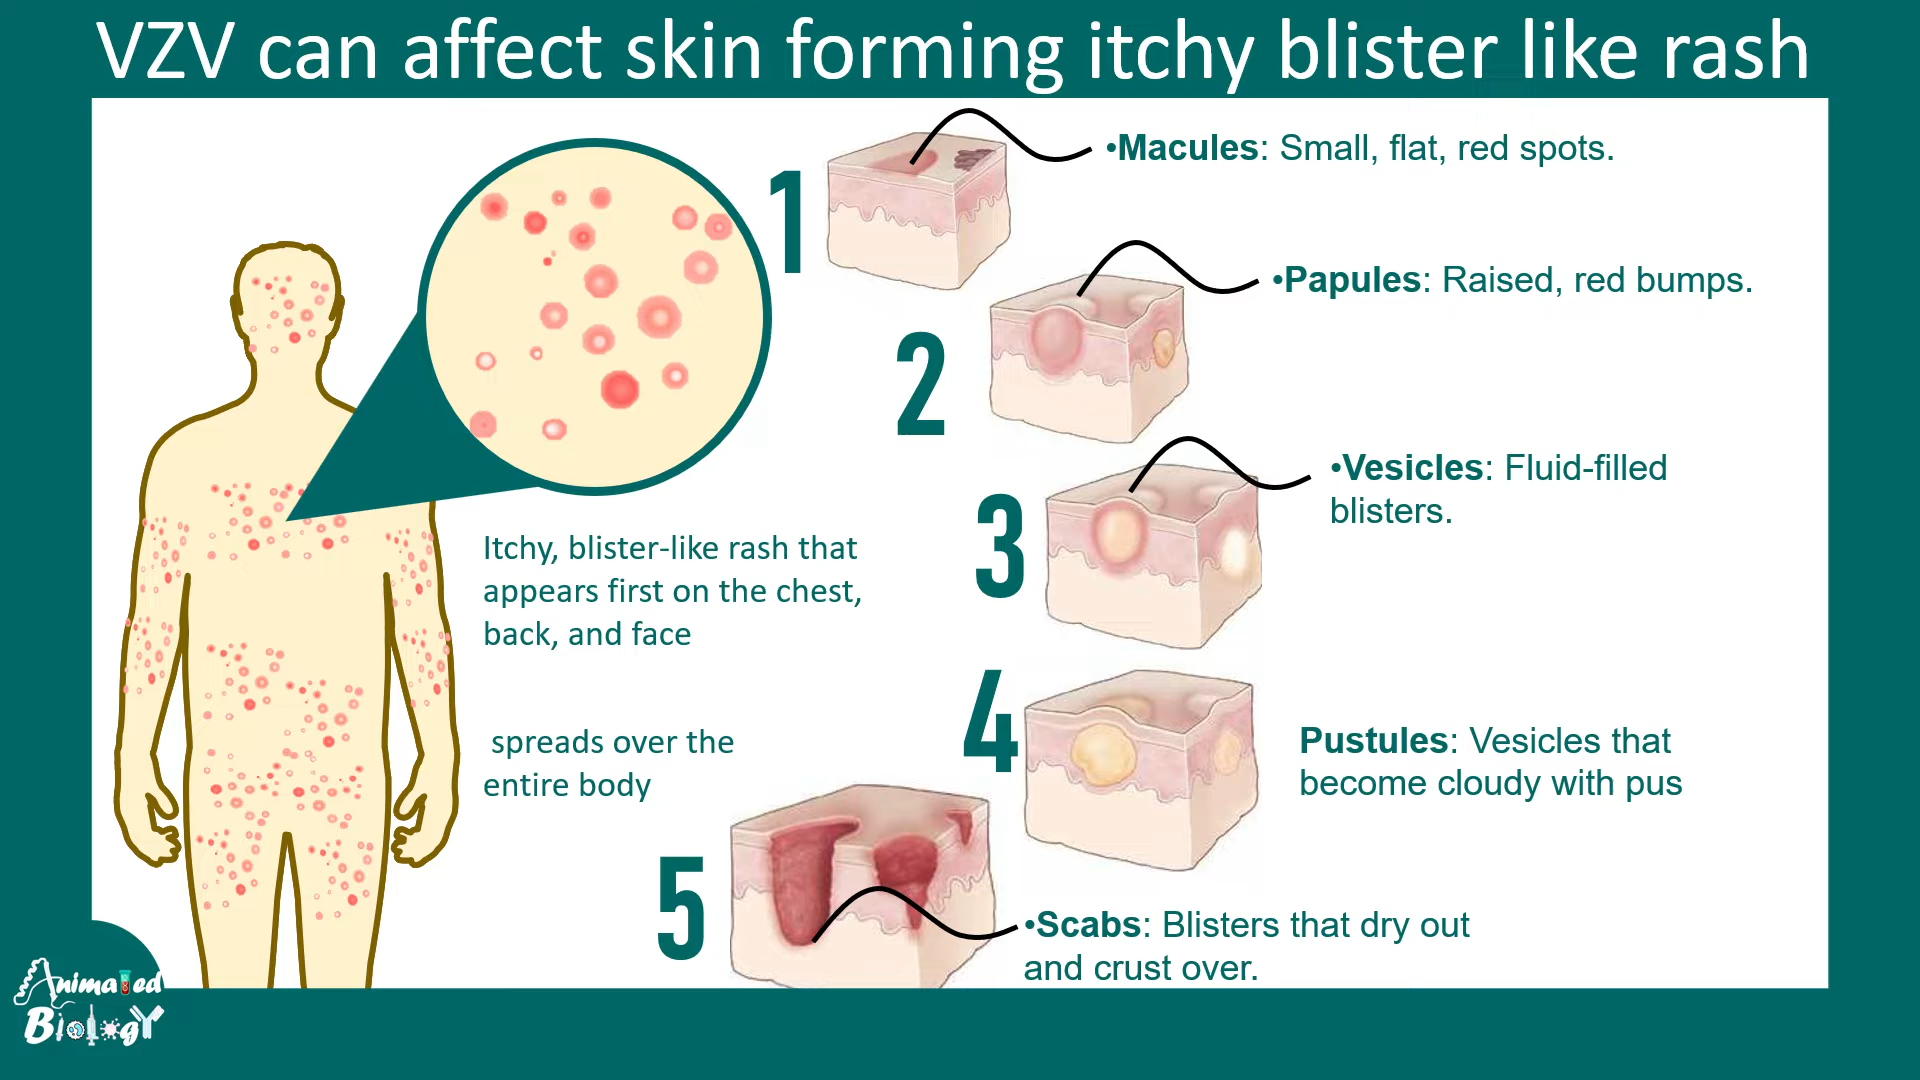 VZV can affect skin forming itchy blister like rash
1
•Macules: Small, flat, red spots.
2
•Papules: Raised, red bumps.
3
•Vesicles: Fluid-filled
blisters.
Itchy, blister-like rash that
appears first on the chest,
back, and face
spreads over the
entire body
4
Pustules: Vesicles that
become cloudy with pus
5
•Scabs: Blisters that dry out
and crust over.
Animated
Biology